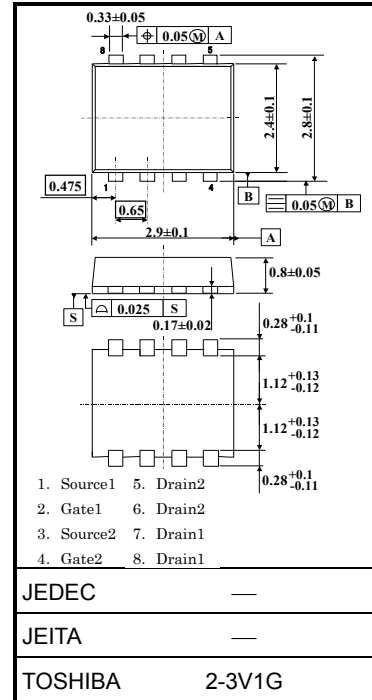 0.33±0.05
⌖ 0.05 Ⓜ A
8 5
2.4±0.1
2.8±0.1
1 4
0.475
B
⌯ 0.05 Ⓜ B
0.65
2.9±0.1
A
0.8±0.05
S
⌓ 0.025 S
0.17±0.02
0.28 +0.1 -0.11
1.12 +0.13 -0.12
1.12 +0.13 -0.12
0.28 +0.1 -0.11
1. Source1 5. Drain2
2. Gate1 6. Drain2
3. Source2 7. Drain1
4. Gate2 8. Drain1
JEDEC —
JEITA —
TOSHIBA 2-3V1G